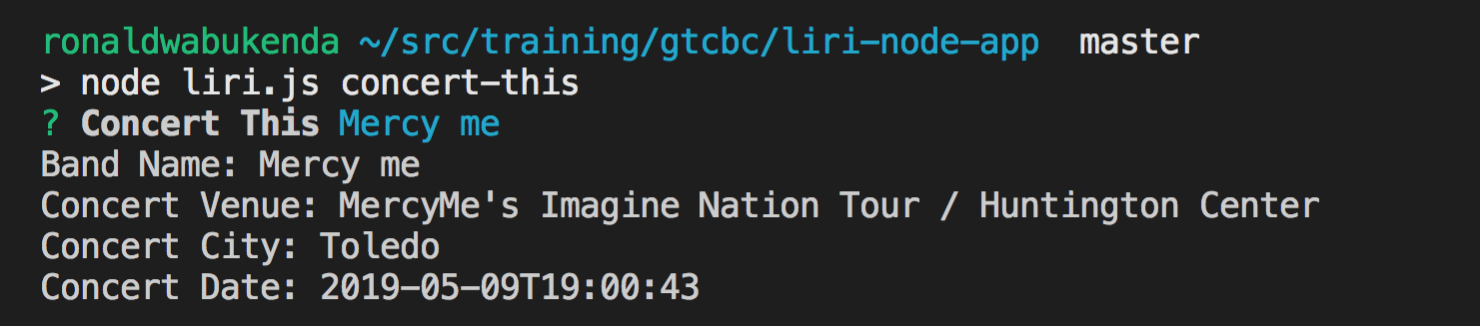 ronaldwabukenda ~/src/training/gtcbc/liri-node-app master
> node liri.js concert-this
? Concert This Mercy me
Band Name: Mercy me
Concert Venue: MercyMe's Imagine Nation Tour / Huntington Center
Concert City: Toledo
Concert Date: 2019-05-09T19:00:43